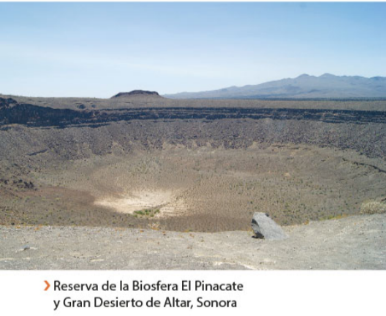 Reserva de la Biosfera El Pinacate
y Gran Desierto de Altar, Sonora